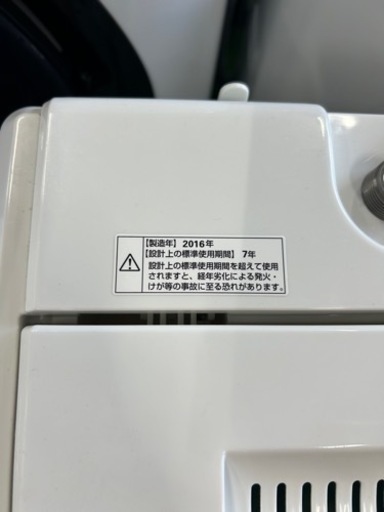 【製造年】2016年
【設計上の標準使用期間】7年
設計上の標準使用期間を超えて使用
されますと、経年劣化による発火・
けが等の事故に至る恐れがあります。